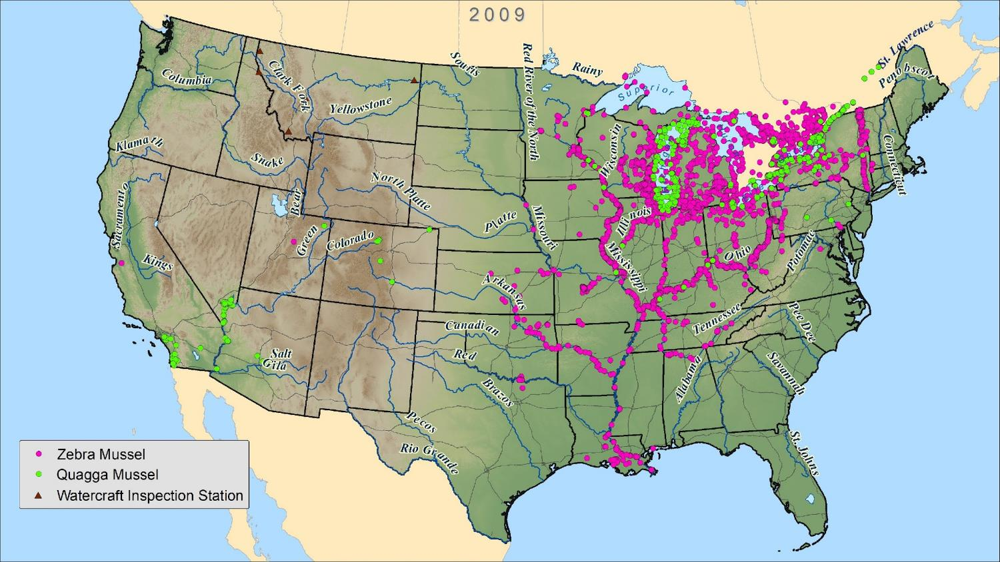 2009
St. Lawrence
Souris
Red River of the North
Rainy
Superior
Penobscot
Columbia
Clark Fork
Yellowstone
Wisconsin
Connecticut
Klamath
Snake
North Platte
Sacramento
Bear
Platte
Missouri
Illinois
Green
Colorado
Potomac
Kings
Mississippi
Ohio
Arkansas
Canadian
Tennessee
Pee Dee
Salt
Gila
Red
Brazos
Alabama
Savannah
Pecos
Rio Grande
St. Johns
Zebra Mussel
Quagga Mussel
Watercraft Inspection Station